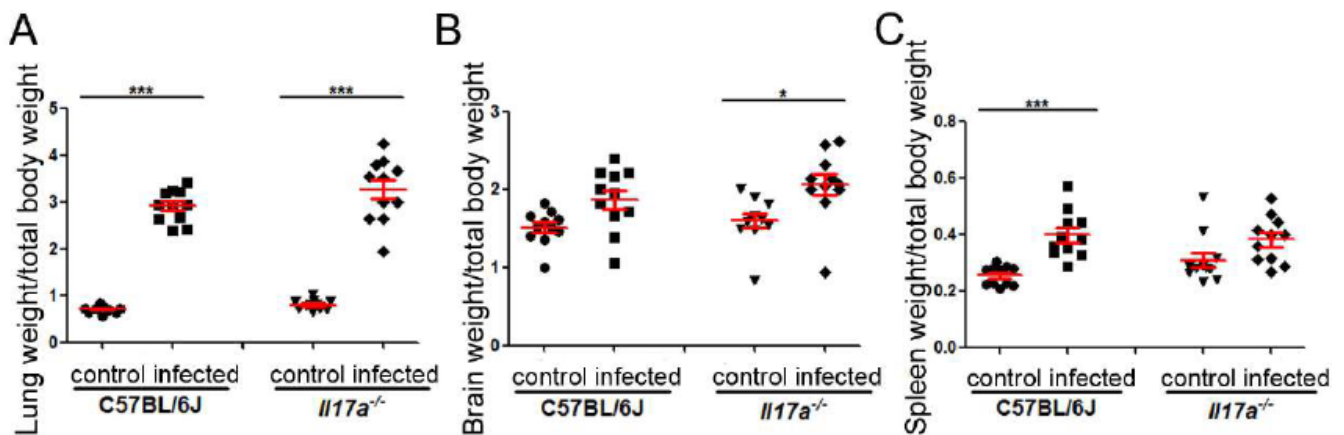 A
B
C
Lung weight/total body weight
***
***
5
4
3
2
1
0
control infected
control infected
C57BL/6J
Il17a-/-
Brain weight/total body weight
*
3
2
1
0
control infected
control infected
C57BL/6J
Il17a-/-
Spleen weight/total body weight
***
0.8
0.6
0.4
0.2
0.0
control infected
control infected
C57BL/6J
Il17a-/-